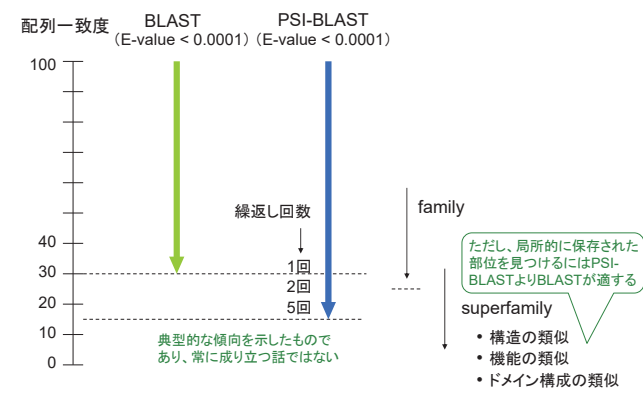 配列一致度
BLAST
（E-value < 0.0001)
PSI-BLAST
（E-value < 0.0001）
100
40
30
20
10
0
繰返し回数
1回
2回
5回
典型的な傾向を示したもので
あり、常に成り立つ話ではない
family
ただし、局所的に保存された
部位を見つけるにはPSI-
BLASTよりBLASTが適する
superfamily
• 構造の類似
• 機能の類似
• ドメイン構成の類似